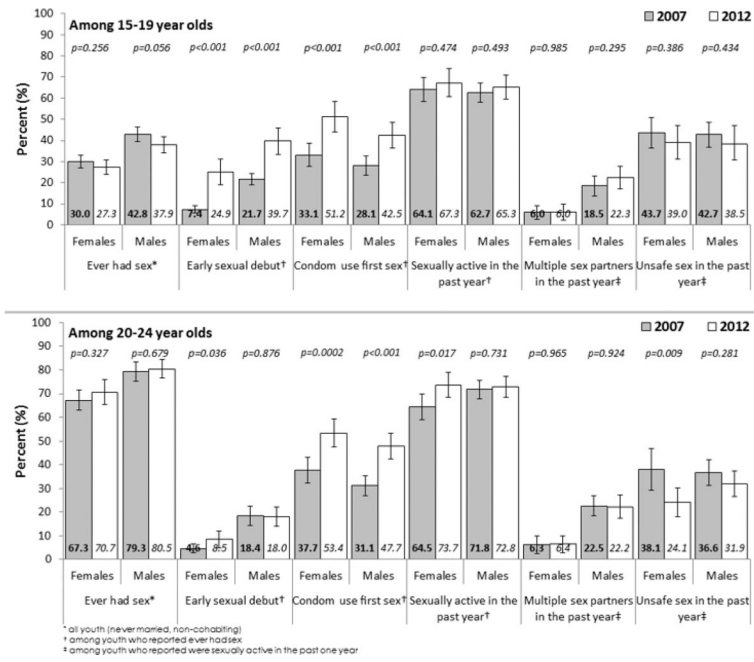 Among 15-19 year olds
2007 2012
p=0.256 p=0.056 p<0.001 p<0.001 p<0.001 p<0.001 p=0.474 p=0.493 p=0.985 p=0.295 p=0.386 p=0.434
Percent (%)
100
90
80
70
60
50
40
30
20
10
0
30.0 27.3 42.8 37.9 7.4 24.9 21.7 39.7 33.1 51.2 28.1 42.5 64.1 67.3 62.7 65.3 6.0 6.0 18.5 22.3 43.7 39.0 42.7 38.5
Females Males Females Males Females Males Females Males Females Males Females Males
Ever had sex* Early sexual debut† Condom use first sex† Sexually active in the Multiple sex partners Unsafe sex in the past
past year† in the past year‡ year‡
Among 20-24 year olds
2007 2012
p=0.327 p=0.679 p=0.036 p=0.876 p=0.0002 p<0.001 p=0.017 p=0.731 p=0.965 p=0.924 p=0.009 p=0.281
Percent (%)
100
90
80
70
60
50
40
30
20
10
0
67.3 70.7 79.3 80.5 4.6 8.5 18.4 18.0 37.7 53.4 31.1 47.7 64.5 73.7 71.8 72.8 6.3 6.4 22.5 22.2 38.1 24.1 36.6 31.9
Females Males Females Males Females Males Females Males Females Males Females Males
Ever had sex* Early sexual debut† Condom use first sex† Sexually active in the Multiple sex partners Unsafe sex in the past
past year† in the past year‡ year‡
* all youth (never married, non-cohabiting)
† among youth who reported ever had sex
‡ among youth who reported were sexually active in the past one year